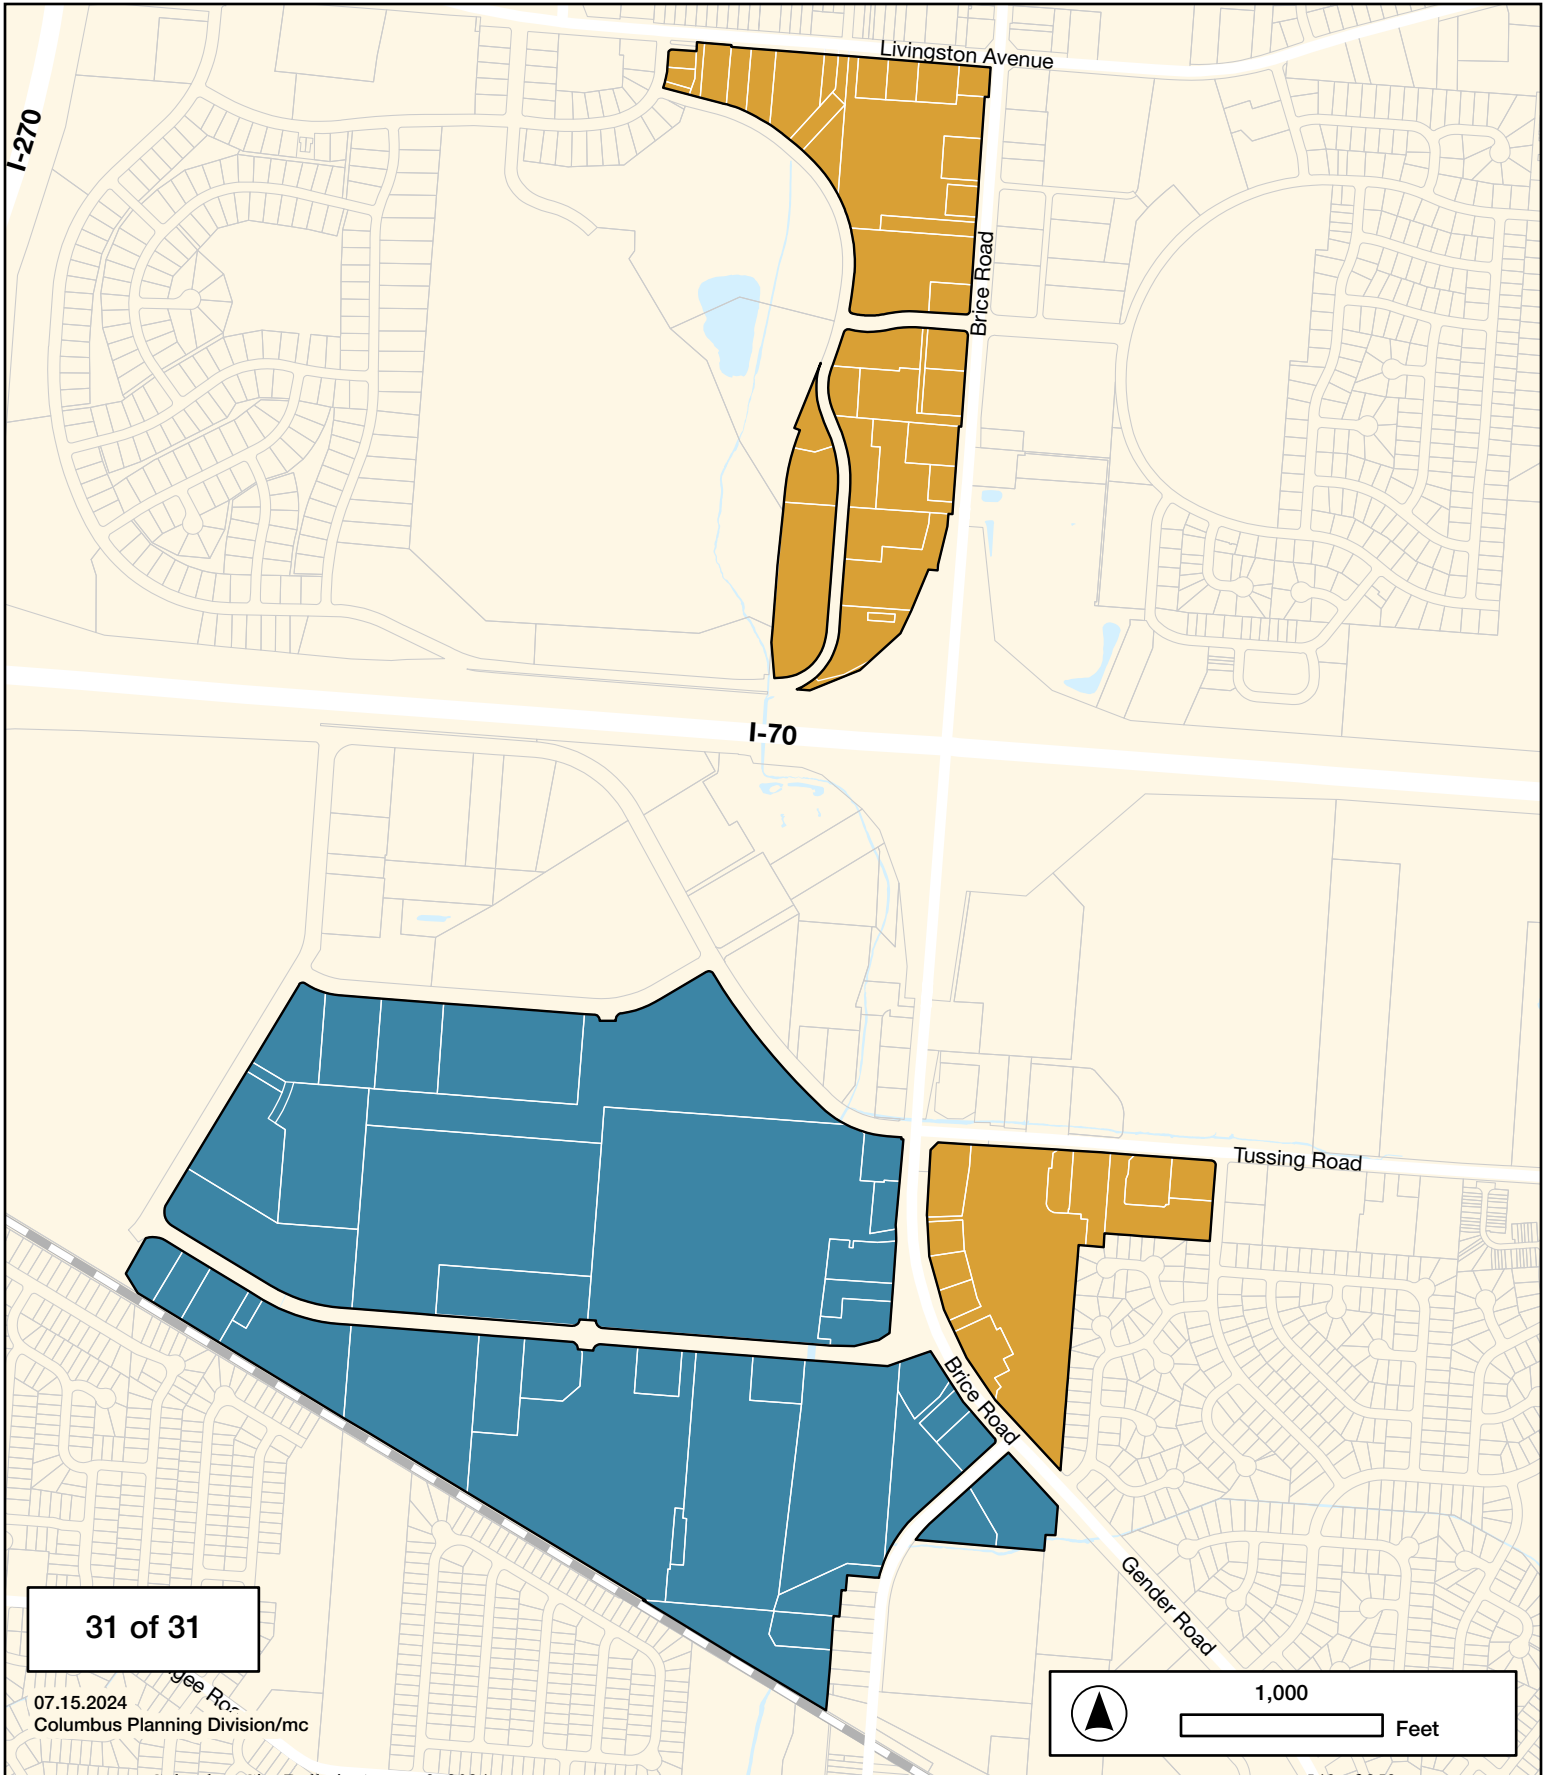 Livingston Avenue
I-270
Brice Road
I-70
Tussing Road
Brice Road
Gender Road
31 of 31
07.15.2024
Columbus Planning Division/mc
1,000
Feet